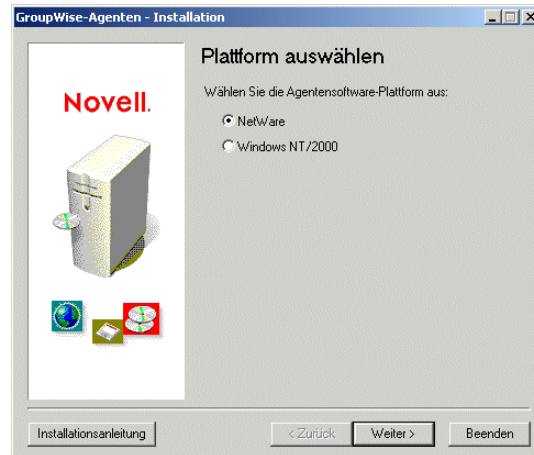 GroupWise-Agenten - Installation
Plattform auswählen
Novell.
Wählen Sie die Agentensoftware-Plattform aus:
NetWare
Windows NT/2000
Installationsanleitung
< Zurück
Weiter >
Beenden